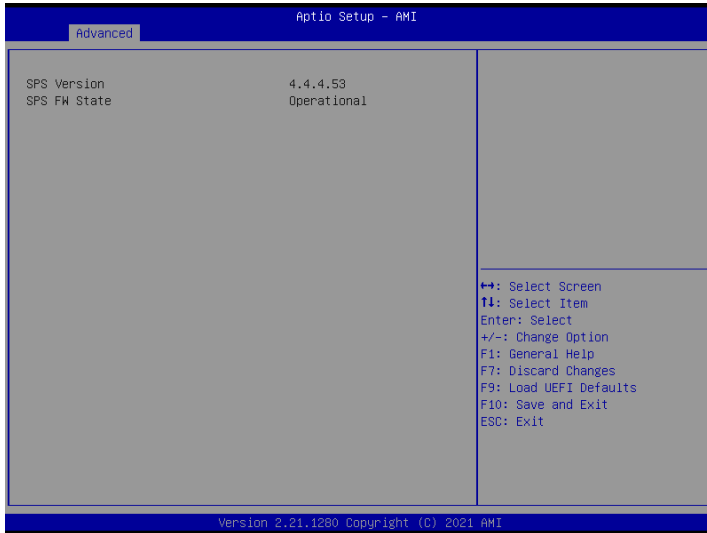 Aptio Setup – AMI
Advanced
SPS Version 4.4.4.53
SPS FW State Operational
↔: Select Screen
↑↓: Select Item
Enter: Select
+/-: Change Option
F1: General Help
F7: Discard Changes
F9: Load UEFI Defaults
F10: Save and Exit
ESC: Exit
Version 2.21.1280 Copyright (C) 2021 AMI